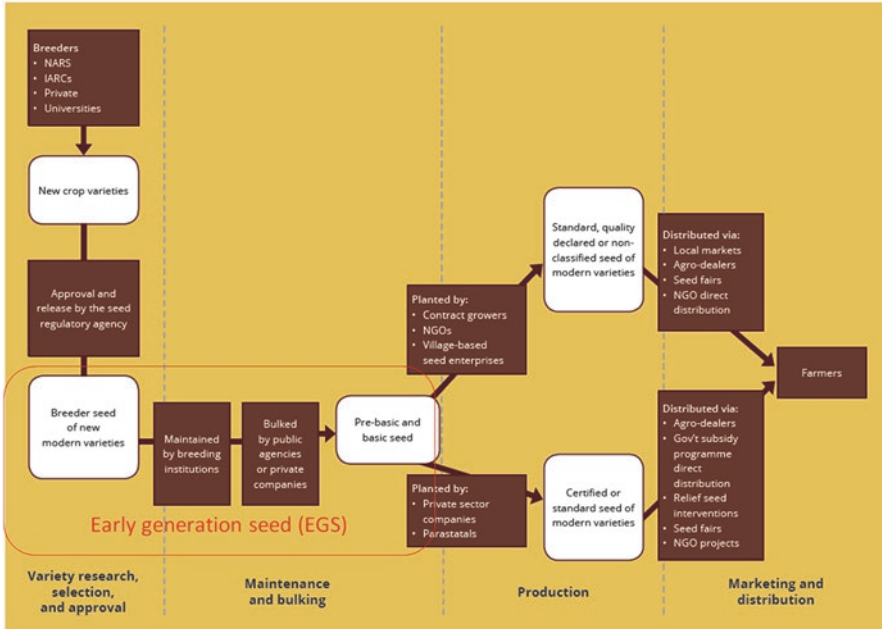 Breeders
• NARS
• IARCs
• Private
• Universities
New crop varieties
Approval and
release by the seed
regulatory agency
Breeder seed
of new
modern varieties
Maintained
by breeding
institutions
Bulked
by public
agencies
or private
companies
Pre-basic and
basic seed
Early generation seed (EGS)
Planted by:
• Contract growers
• NGOs
• Village-based
seed enterprises
Planted by:
• Private sector
companies
• Parastatals
Standard, quality
declared or non-
classified seed of
modern varieties
Certified or
standard seed of
modern varieties
Distributed via:
• Local markets
• Agro-dealers
• Seed fairs
• NGO direct
distribution
Distributed via:
• Agro-dealers
• Gov't subsidy
programme
direct
distribution
• Relief seed
interventions
• Seed fairs
• NGO projects
Farmers
Variety research,
selection,
and approval
Maintenance
and bulking
Production
Marketing and
distribution